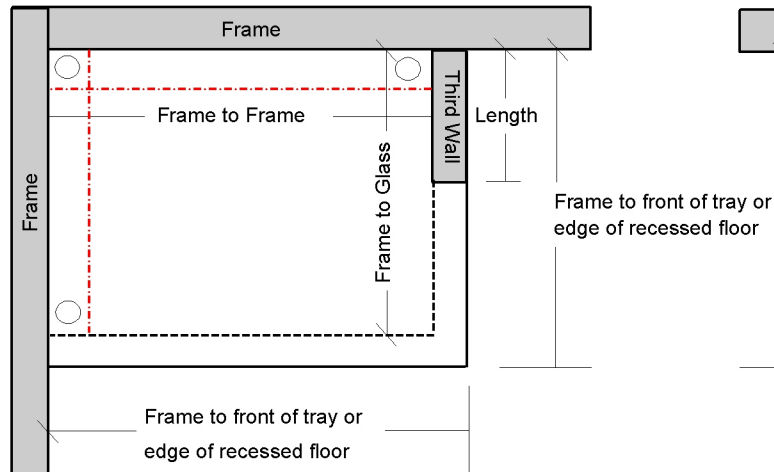 Frame
Frame to Frame
Third Wall
Length
Frame to Glass
Frame
Frame to front of tray or
edge of recessed floor
Frame to front of tray or
edge of recessed floor